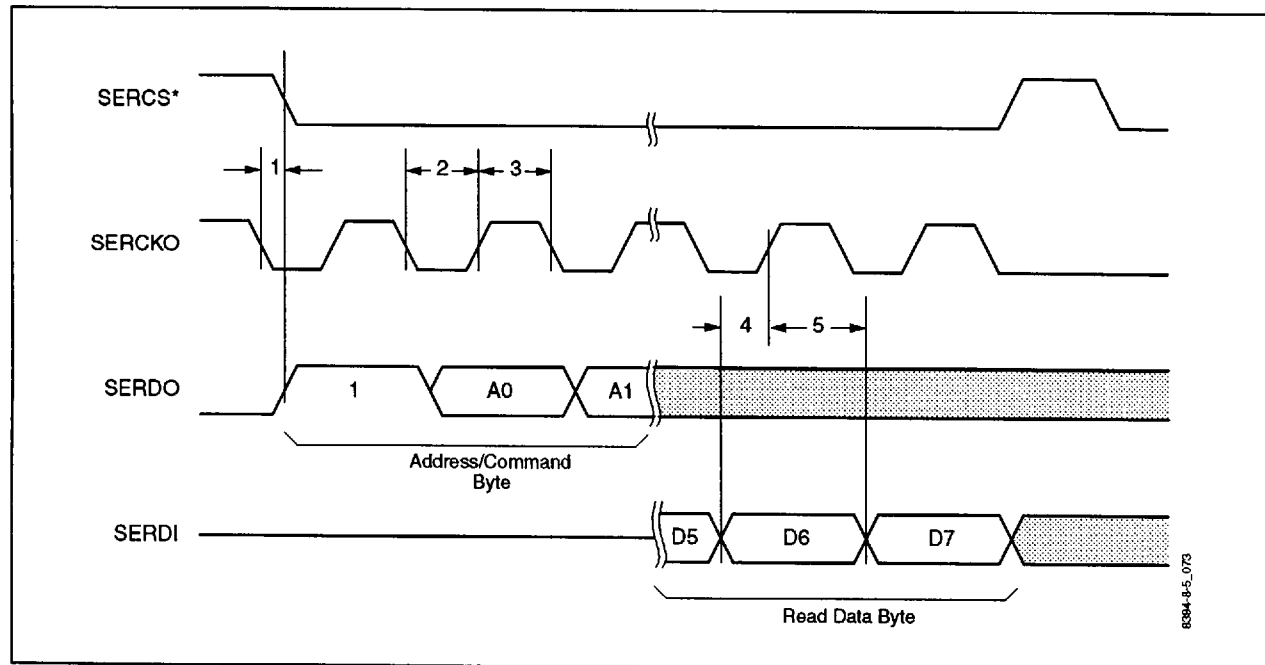 SERCS*
1
2
3
SERCKO
4
5
SERDO
1
A0
A1
Address/Command
Byte
SERDI
D5
D6
D7
Read Data Byte
8394-8-5_073